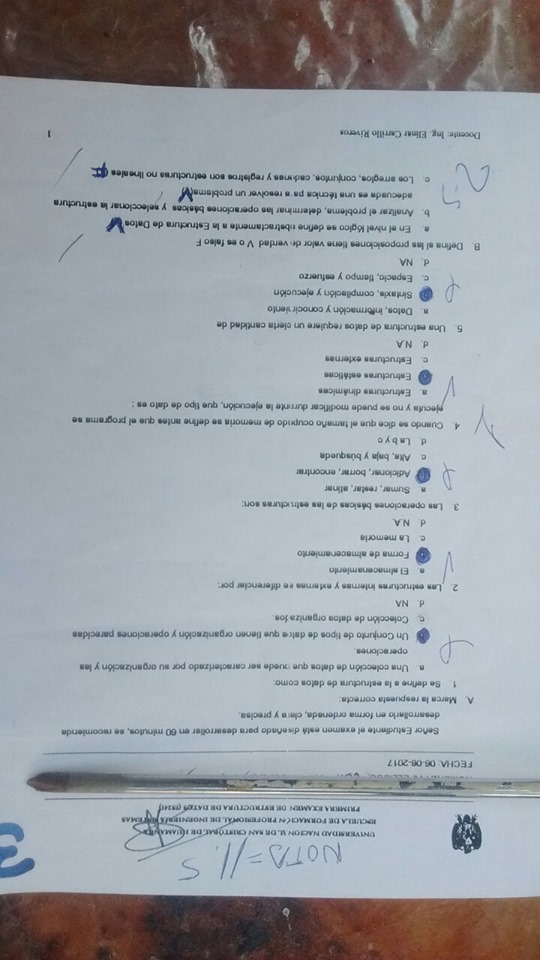 NOTA=11.5
3
UNIVERSIDAD NACIONAL DE SAN CRISTÓBAL DE HUAMANGA
ESCUELA DE FORMACIÓN PROFESIONAL DE INGENIERÍA SISTEMAS
PRIMERA EXAMEN DE ESTRUCTURA DE DATOS (IS241)
FECHA: 06-06-2017
Señor Estudiante el examen está diseñado para desarrollar en 60 minutos, se recomienda
desarrollarlo en forma ordenada, clara y precisa.
A. Marca la respuesta correcta:
1. Se define a la estructura de datos como:
a. Una colección de datos que puede ser caracterizado por su organización y las
operaciones.
Un Conjunto de tipos de datos que tienen organización y operaciones parecidas
c. Colección de datos organizados.
d. NA
2. Las estructuras internas y externas se diferencian por:
a. El almacenamiento
Forma de almacenamiento
c. La memoria
d. N.A.
3. Las operaciones básicas de las estructuras son:
a. Sumar, restar, atinar
Adicionar, borrar, encontrar
c. Alta, baja y búsqueda
d. La b y c
4. Cuando se dice que el tamaño ocupado de memoria se define antes que el programa se
ejecuta y no se puede modificar durante la ejecución, que tipo de dato es :
a. Estructuras dinámicas
Estructuras estáticas
c. Estructuras externas
d. N.A
5. Una estructura de datos requiere un cierta cantidad de
a. Datos, información y conocimiento
Sintaxis, compilación y ejecución
c. Espacio, tiempo y esfuerzo
d. NA
B. Defina si las proposiciones tiene valor de verdad V o es falso F
a. En el nivel lógico se define abstractamente a la Estructura de Datos V
b. Analizar el problema, determinar las operaciones básicas y seleccionar la estructura
adecuada es una técnica para resolver un problema(V
c. Los arreglos, conjuntos, cadenas y registros son estructuras no lineales (F
Docente: Ing. Elinar Carrillo Riveros
1